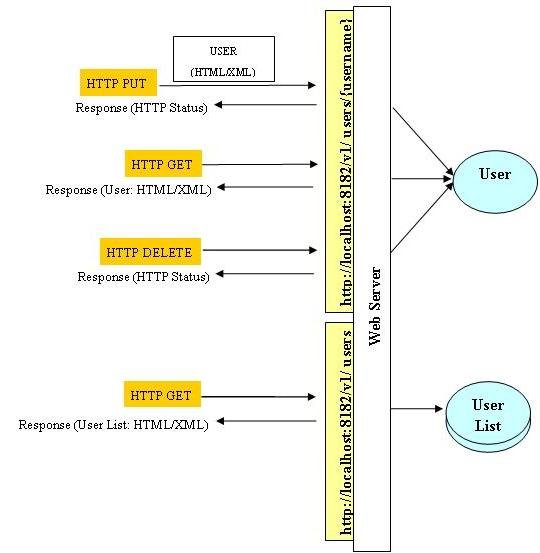 USER
(HTML/XML)
HTTP PUT
Response (HTTP Status)
HTTP GET
Response (User: HTML/XML)
HTTP DELETE
Response (HTTP Status)
http://localhost:8182/v1/ users/{username}
HTTP GET
Response (User List: HTML/XML)
http://localhost:8182/v1/ users
Web Server
User
User
List